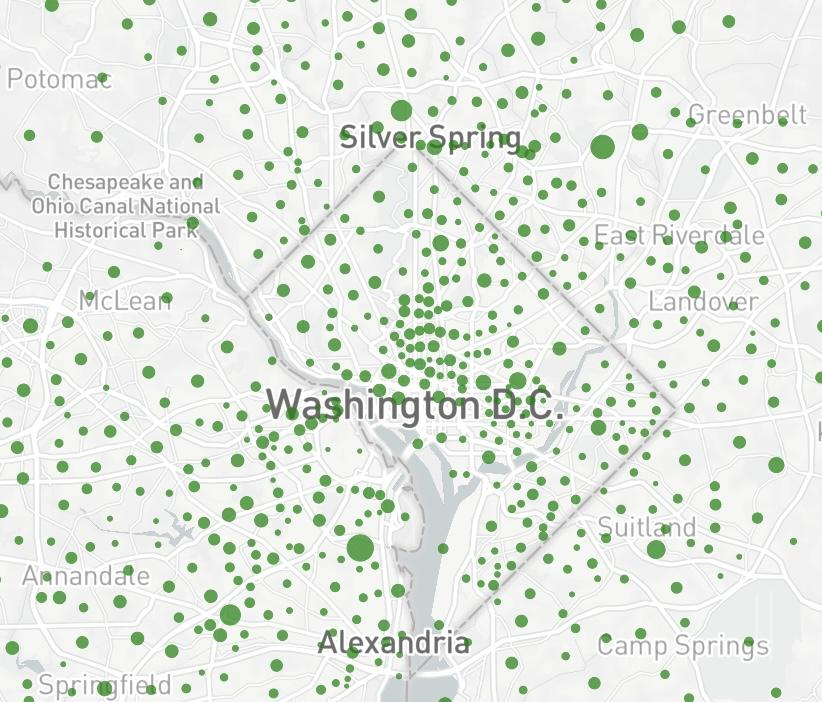 Potomac
Greenbelt
Silver Spring
Chesapeake and
Ohio Canal National
Historical Park
East Riverdale
McLean
Landover
Washington D.C.
Suitland
Annandale
Alexandria
Camp Springs
Springfield